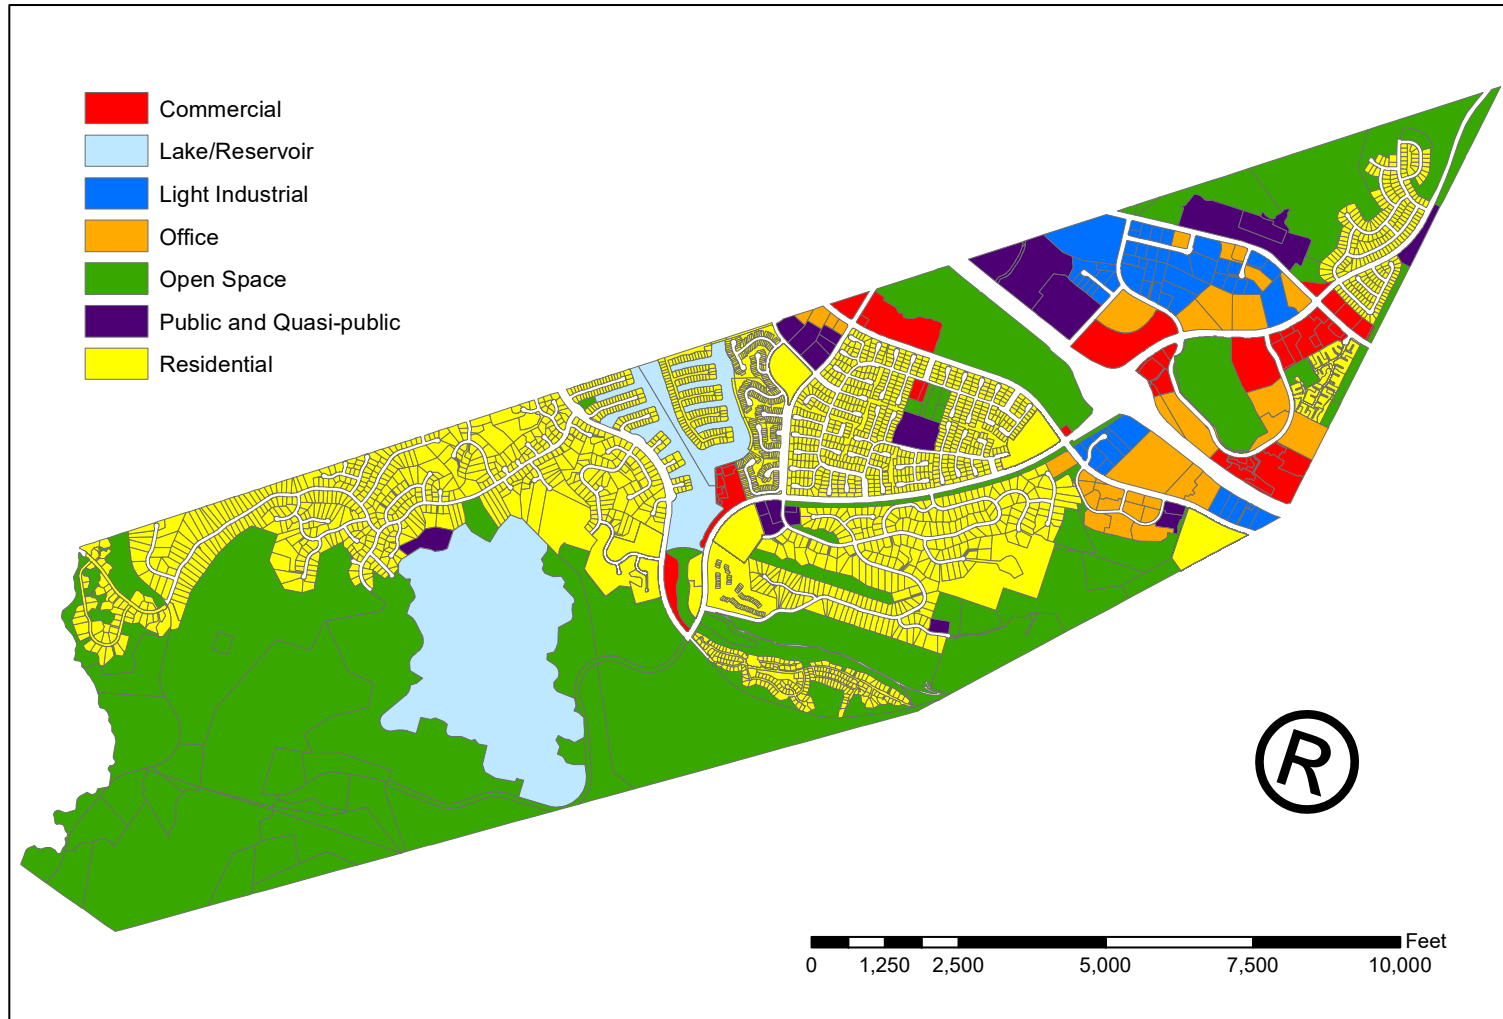 Commercial
Lake/Reservoir
Light Industrial
Office
Open Space
Public and Quasi-public
Residential
R
Feet
0 1,250 2,500 5,000 7,500 10,000